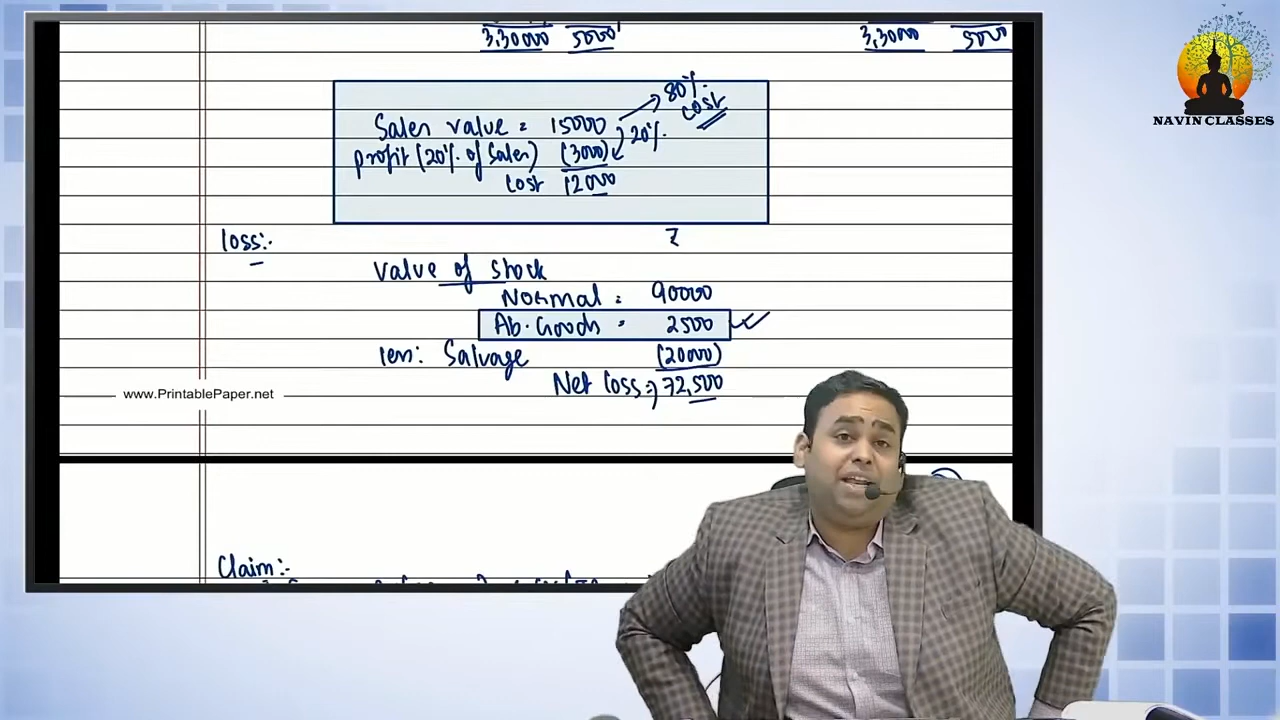 3,30000 5000 3,30000 5000
80%
cost
Sales value = 15000
20%
profit (20% of Sales) (3000)
cost 12000
loss:-
₹
value of stock
Normal = 90000
Ab. Goods = 2500
less: Salvage (20000)
Net loss => 72,500
www.PrintablePaper.net
Claim:-
NAVIN CLASSES